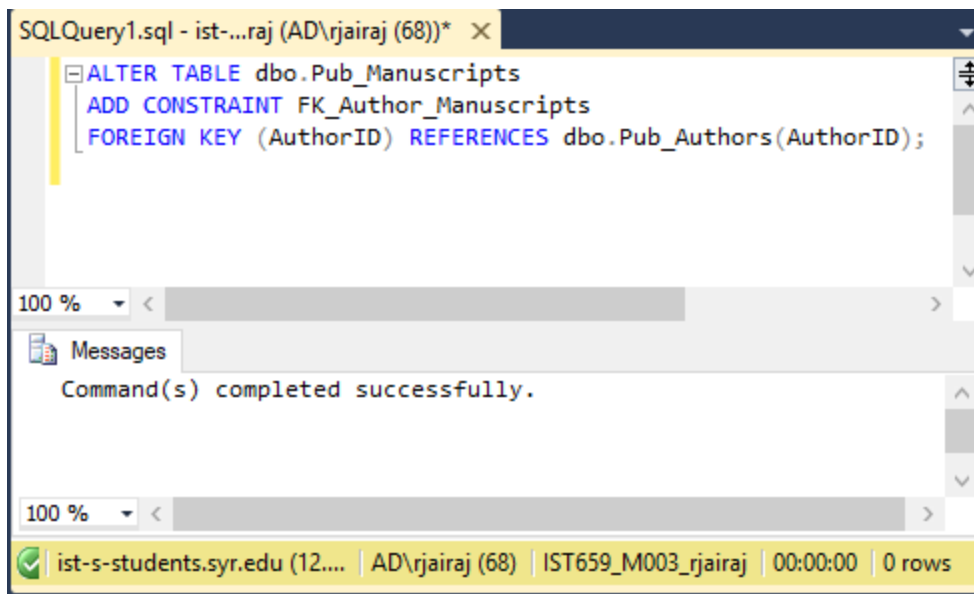 SQLQuery1.sql - ist-...raj (AD\rjairaj (68))*
ALTER TABLE dbo.Pub_Manuscripts
ADD CONSTRAINT FK_Author_Manuscripts
FOREIGN KEY (AuthorID) REFERENCES dbo.Pub_Authors(AuthorID);
100 %
Messages
Command(s) completed successfully.
100 %
ist-s-students.syr.edu (12.... AD\rjairaj (68) IST659_M003_rjairaj 00:00:00 0 rows